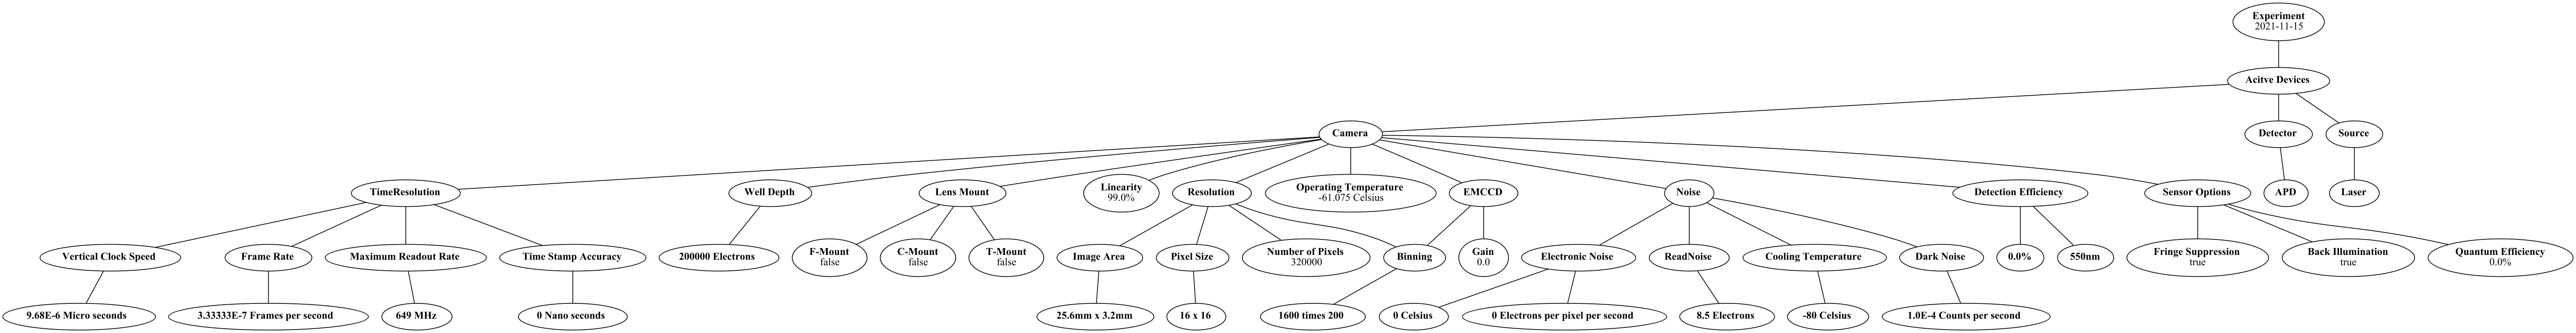 Experiment
2021-11-15
Acitve Devices
Camera
Detector
Source
TimeResolution
Well Depth
Lens Mount
Linearity
99.0%
Resolution
Operating Temperature
-61.075 Celsius
EMCCD
Noise
Detection Efficiency
Sensor Options
APD
Laser
Vertical Clock Speed
Frame Rate
Maximum Readout Rate
Time Stamp Accuracy
200000 Electrons
F-Mount
false
C-Mount
false
T-Mount
false
Image Area
Pixel Size
Number of Pixels
320000
Binning
Gain
0.0
Electronic Noise
ReadNoise
Cooling Temperature
Dark Noise
0.0%
550nm
Fringe Suppression
true
Back Illumination
true
Quantum Efficiency
0.0%
9.68E-6 Micro seconds
3.33333E-7 Frames per second
649 MHz
0 Nano seconds
25.6mm x 3.2mm
16 x 16
1600 times 200
0 Celsius
0 Electrons per pixel per second
8.5 Electrons
-80 Celsius
1.0E-4 Counts per second